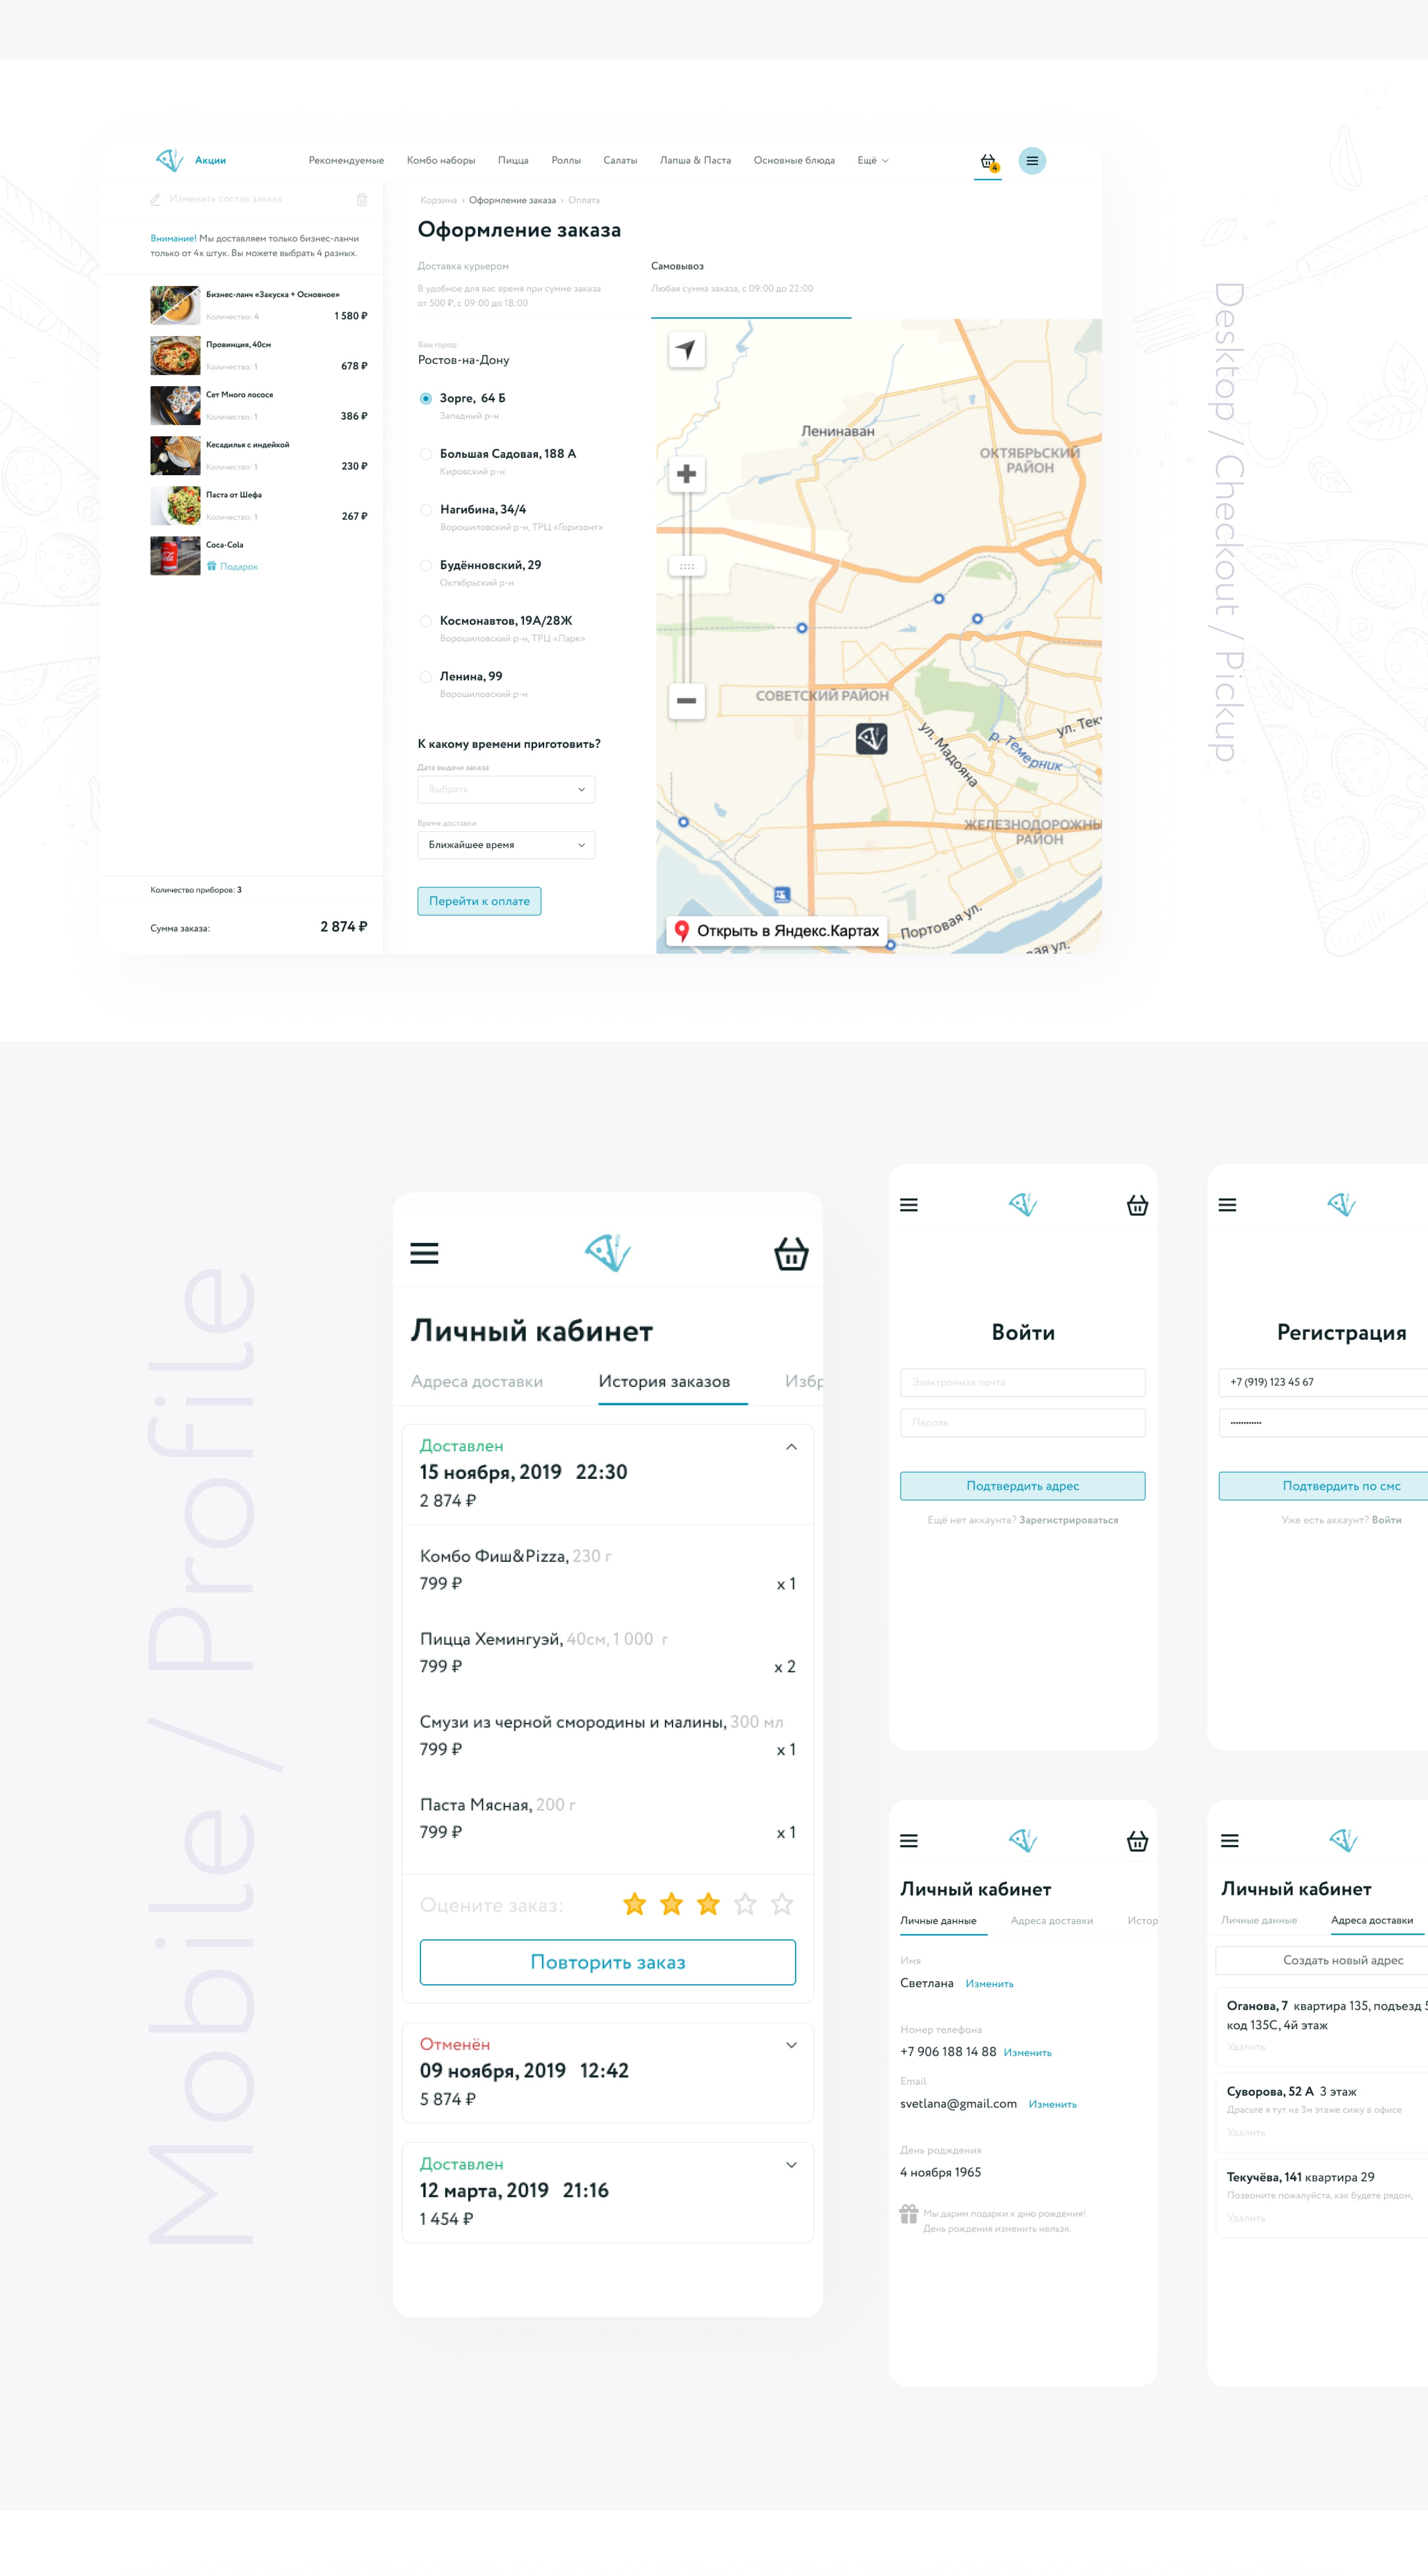 Акции
Рекомендуемые
Комбо наборы
Пицца
Роллы
Салаты
Лапша & Паста
Основные блюда
Ещё
4
Изменить состав заказа
Внимание! Мы доставляем только бизнес-ланчи
только от 4х штук. Вы можете выбрать 4 разных.
Бизнес-ланч «Закуска + Основное»
Количество: 4
1 580 ₽
Провинция, 40см
Количество: 1
678 ₽
Сет Много лосося
Количество: 1
386 ₽
Кесадилья с индейкой
Количество: 1
230 ₽
Паста от Шефа
Количество: 1
267 ₽
Coca-Cola
Подарок
Количество приборов: 3
Сумма заказа:
2 874 ₽
Корзина › Оформление заказа › Оплата
Оформление заказа
Доставка курьером
В удобное для вас время при сумме заказа
от 500 ₽, с 09:00 до 18:00
Самовывоз
Любая сумма заказа, с 09:00 до 22:00
Ваш город:
Ростов-на-Дону
Зорге, 64 Б
Западный р-н
Большая Садовая, 188 А
Кировский р-н
Нагибина, 34/4
Ворошиловский р-н, ТРЦ «Горизонт»
Будённовский, 29
Октябрьский р-н
Космонавтов, 19А/28Ж
Ворошиловский р-н, ТРЦ «Парк»
Ленина, 99
Ворошиловский р-н
К какому времени приготовить?
Дата выдачи заказа
Выбрать
Время доставки
Ближайшее время
Перейти к оплате
Ленинаван
ОКТЯБРЬСКИЙ
РАЙОН
СОВЕТСКИЙ РАЙОН
ул. Мадояна
р. Темерник
ул. Теку
ЖЕЛЕЗНОДОРОЖНЫ
РАЙОН
Портовая ул.
вая ул.
Открыть в Яндекс.Картах
Desktop / Checkout / Pickup
Mobile / Profile
Личный кабинет
Адреса доставки
История заказов
Избр
Доставлен
15 ноября, 2019 22:30
2 874 ₽
Комбо Фиш&Pizza, 230 г
799 ₽
x 1
Пицца Хемингуэй, 40см, 1 000 г
799 ₽
x 2
Смузи из черной смородины и малины, 300 мл
799 ₽
x 1
Паста Мясная, 200 г
799 ₽
x 1
Оцените заказ:
Повторить заказ
Отменён
09 ноября, 2019 12:42
5 874 ₽
Доставлен
12 марта, 2019 21:16
1 454 ₽
Войти
Электронная почта
Пароль
Подтвердить адрес
Ещё нет аккаунта? Зарегистрироваться
Регистрация
+7 (919) 123 45 67
••••••••••••
Подтвердить по смс
Уже есть аккаунт? Войти
Личный кабинет
Личные данные
Адреса доставки
Истор
Имя
Светлана Изменить
Номер телефона
+7 906 188 14 88 Изменить
Email
svetlana@gmail.com Изменить
День родждения
4 ноября 1965
Мы дарим подарки к дню рождения!
День рождения изменить нельзя.
Личный кабинет
Личные данные
Адреса доставки
Создать новый адрес
Оганова, 7 квартира 135, подъезд 5
код 135С, 4й этаж
Удалить
Суворова, 52 А 3 этаж
Драсьте я тут на 3м этаже сижу в офисе
Удалить
Текучёва, 141 квартира 29
Позвоните пожалуйста, как будете рядом,
Удалить